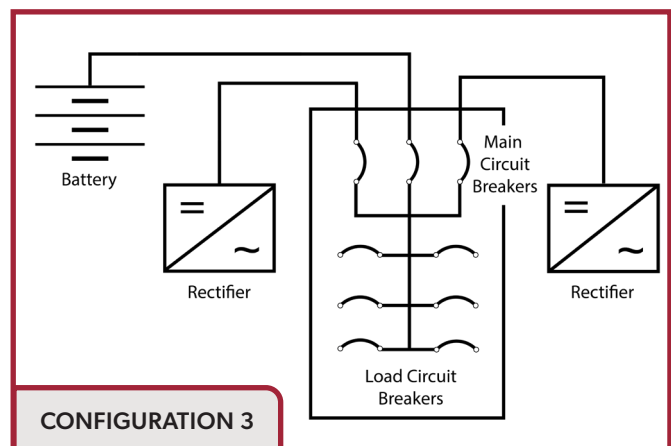 Battery
Rectifier
Main
Circuit
Breakers
Rectifier
Load Circuit
Breakers
CONFIGURATION 3